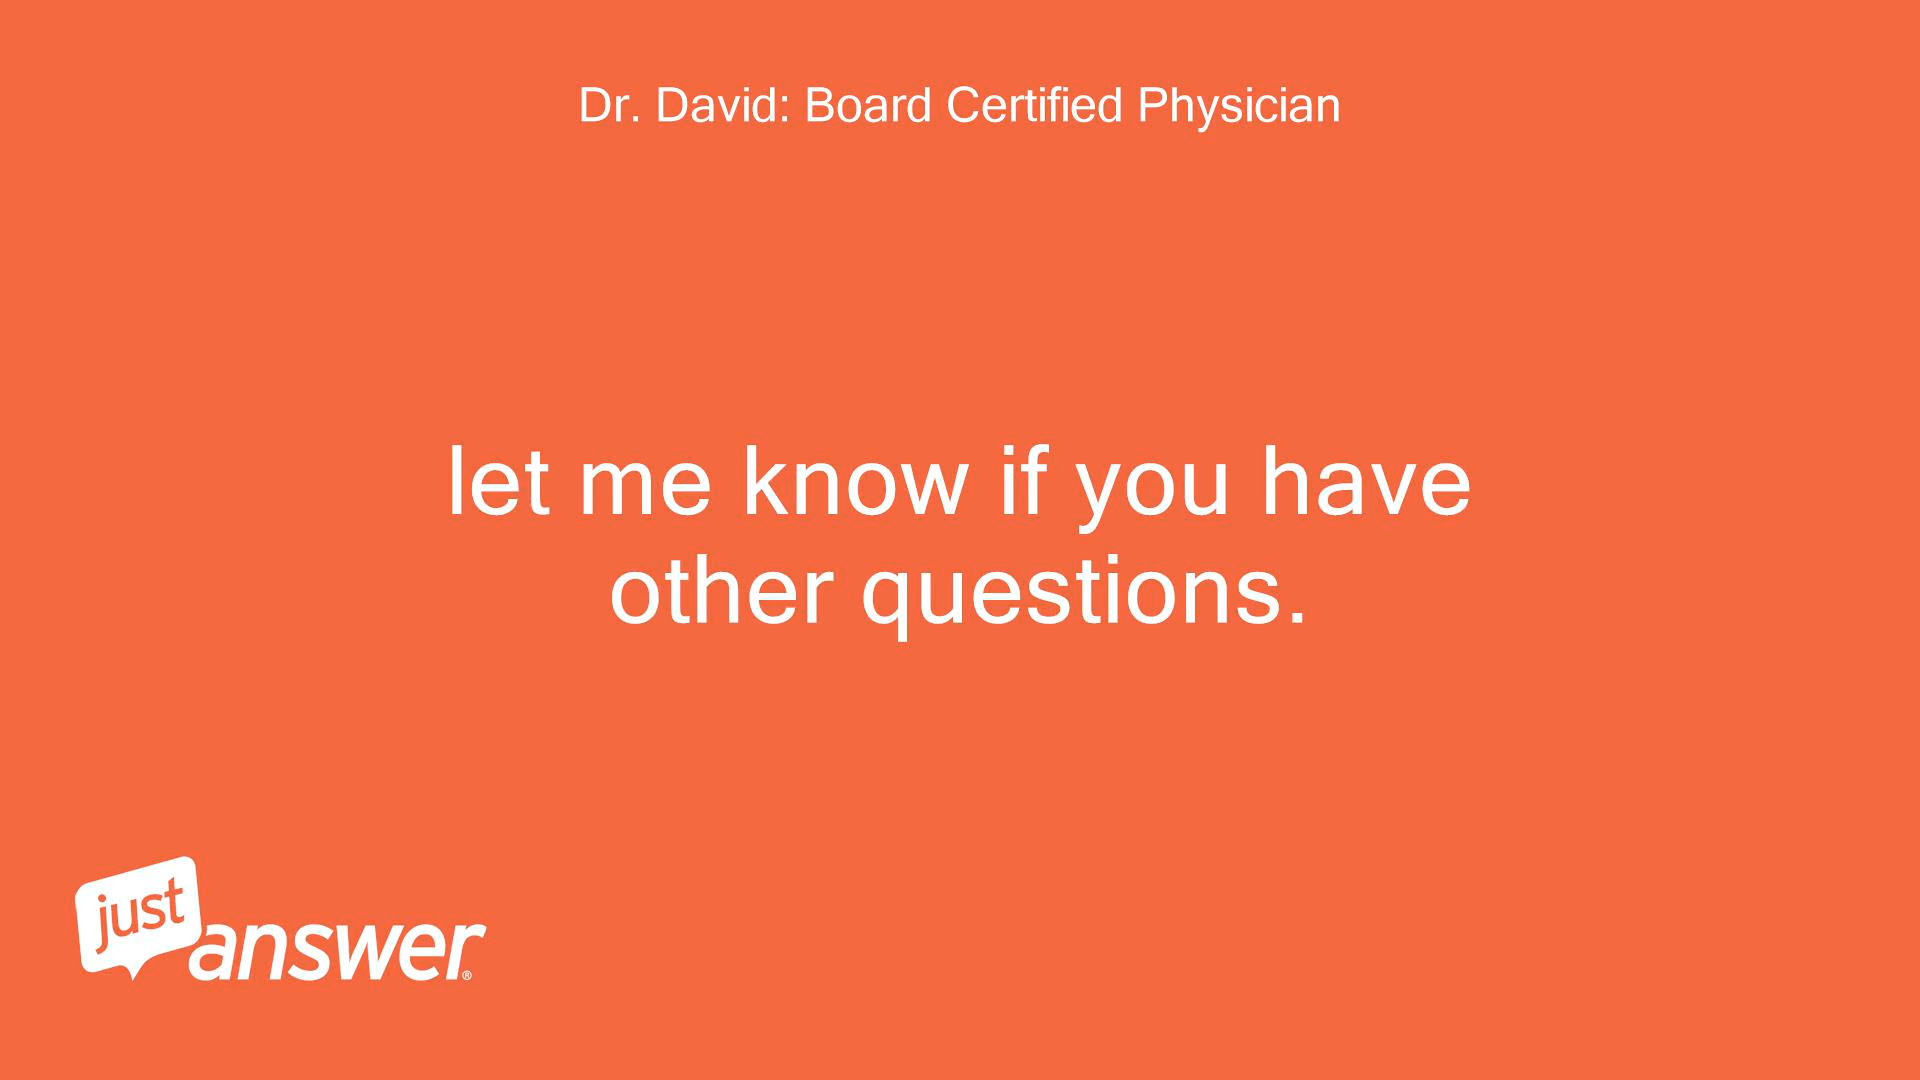 Dr. David: Board Certified Physician
let me know if you have
other questions.
just
answer®